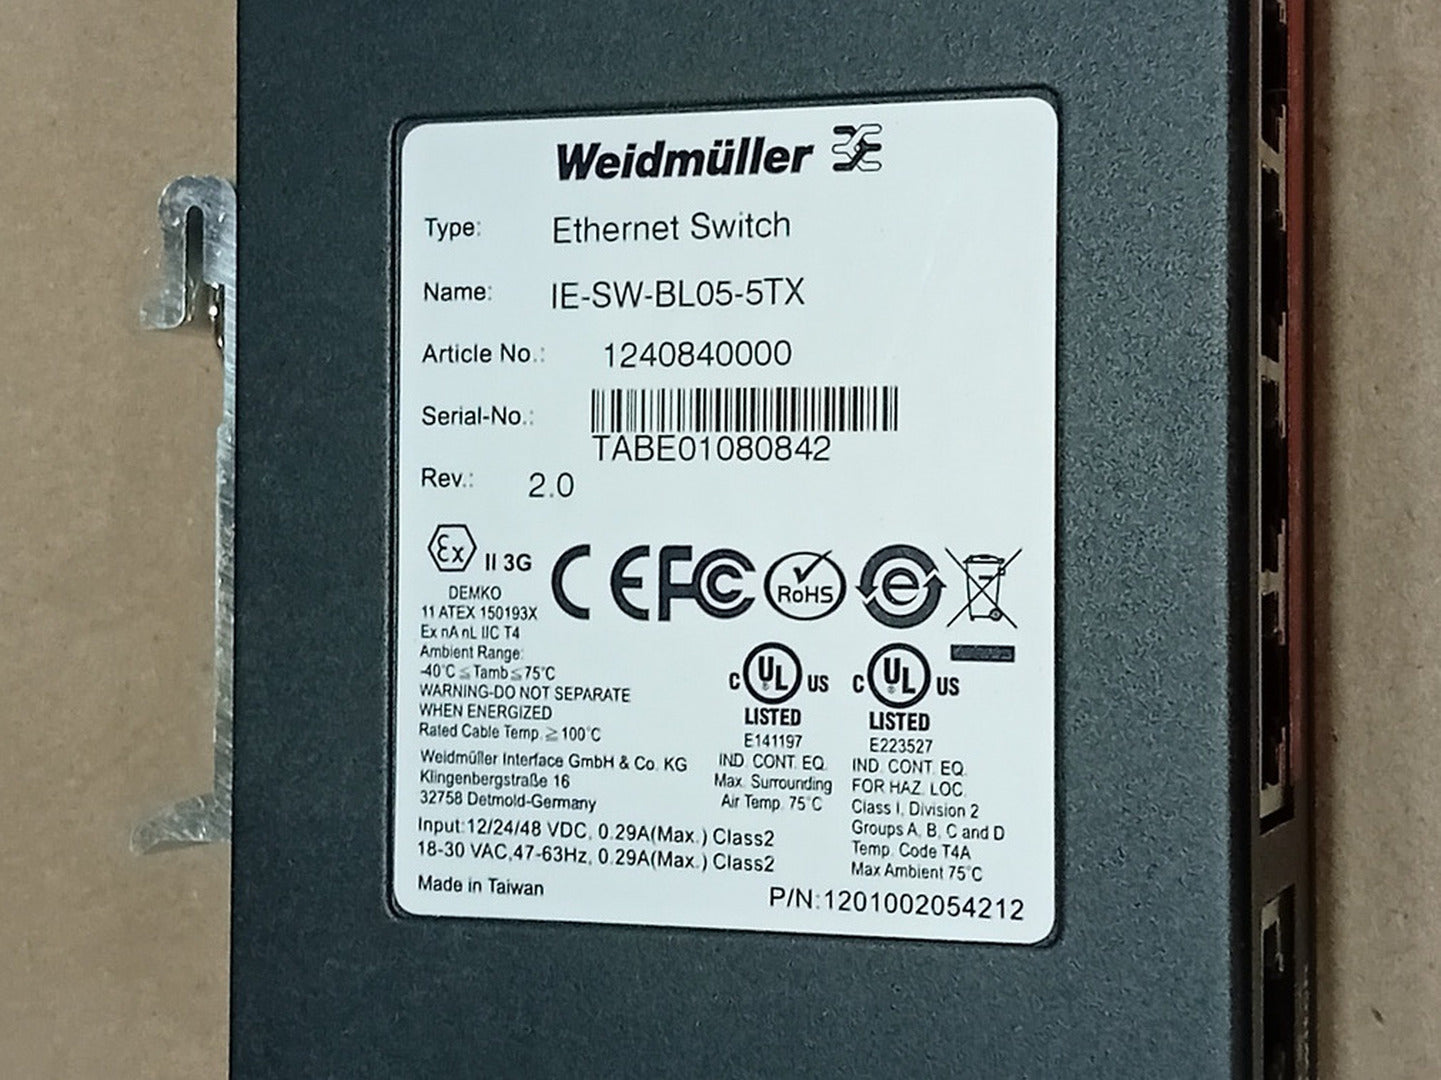 Weidmüller
Type: Ethernet Switch
Name: IE-SW-BL05-5TX
Article No.: 1240840000
Serial-No.: TABE01080842
Rev.: 2.0
Ex II 3G
DEMKO
11 ATEX 150193X
Ex nA nL IIC T4
Ambient Range:
-40°C ≤ Tamb ≤ 75°C
WARNING-DO NOT SEPARATE
WHEN ENERGIZED
Rated Cable Temp. ≥ 100°C
CE FC RoHS e
Weidmüller Interface GmbH & Co. KG
Klingenbergstraße 16
32758 Detmold-Germany
C UL US
LISTED
E141197
IND. CONT. EQ.
Max. Surrounding
Air Temp. 75°C
C UL US
LISTED
E223527
IND. CONT. EQ.
FOR HAZ. LOC.
Class I, Division 2
Groups A, B, C and D
Temp. Code T4A
Max Ambient 75°C
Input:12/24/48 VDC, 0.29A(Max.) Class2
18-30 VAC,47-63Hz, 0.29A(Max.) Class2
Made in Taiwan
P/N:1201002054212